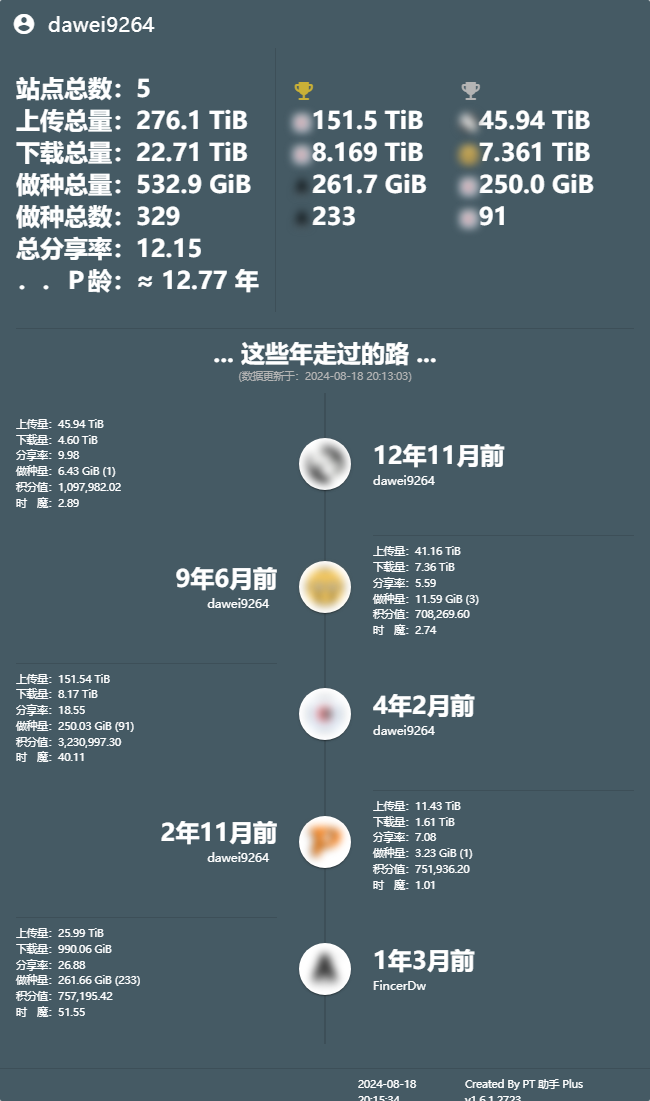 dawei9264
站点总数：5
上传总量：276.1 TiB
下载总量：22.71 TiB
做种总量：532.9 GiB
做种总数：329
总分享率：12.15
．．Ｐ龄：≈ 12.77 年
151.5 TiB
8.169 TiB
261.7 GiB
233
45.94 TiB
7.361 TiB
250.0 GiB
91
... 这些年走过的路 ...
(数据更新于：2024-08-18 20:13:03)
上传量：45.94 TiB
下载量：4.60 TiB
分享率：9.98
做种量：6.43 GiB (1)
积分值：1,097,982.02
时　魔：2.89
12年11月前
dawei9264
9年6月前
dawei9264
上传量：41.16 TiB
下载量：7.36 TiB
分享率：5.59
做种量：11.59 GiB (3)
积分值：708,269.60
时　魔：2.74
上传量：151.54 TiB
下载量：8.17 TiB
分享率：18.55
做种量：250.03 GiB (91)
积分值：3,230,997.30
时　魔：40.11
4年2月前
dawei9264
2年11月前
dawei9264
上传量：11.43 TiB
下载量：1.61 TiB
分享率：7.08
做种量：3.23 GiB (1)
积分值：751,936.20
时　魔：1.01
上传量：25.99 TiB
下载量：990.06 GiB
分享率：26.88
做种量：261.66 GiB (233)
积分值：757,195.42
时　魔：51.55
1年3月前
FincerDw
2024-08-18
20:15:34
Created By PT 助手 Plus
v1.6.1.2723